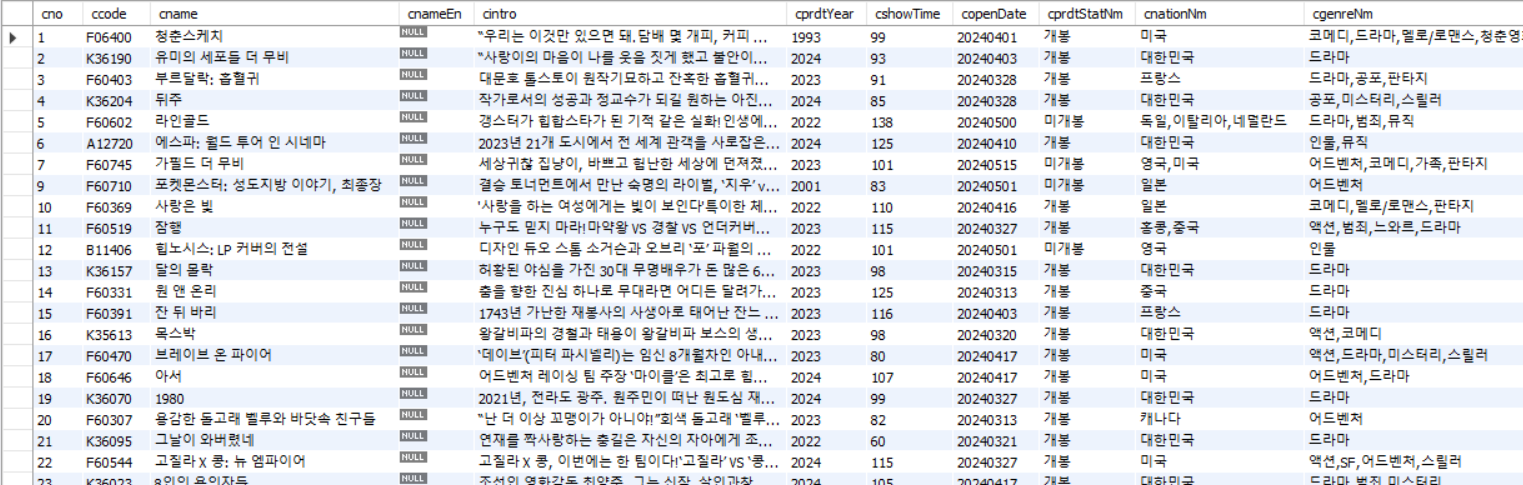 cno ccode cname cnameEn cintro cprdtYear cshowTime copenDate cprdtStatNm cnationNm cgenreNm
1 F06400 청춘스케치 NULL “우리는 이것만 있으면 돼. 담배 몇 개피, 커피 ... 1993 99 20240401 개봉 미국 코메디,드라마,멜로/로맨스,청춘영
2 K36190 유미의 세포들 더 무비 NULL “사랑이의 마음이 나를 웃음 짓게 했고 불안이... 2024 93 20240403 개봉 대한민국 드라마
3 F60403 부르달락: 흡혈귀 NULL 대문호 톨스토이 원작기묘하고 잔혹한 흡혈귀... 2023 91 20240328 개봉 프랑스 드라마,공포,판타지
4 K36204 뒤주 NULL 작가로서의 성공과 정교수가 되길 원하는 아진... 2024 85 20240328 개봉 대한민국 공포,미스터리,스릴러
5 F60602 라인골드 NULL 갱스터가 힙합스타가 된 기적 같은 실화! 인생에... 2022 138 20240500 미개봉 독일,이탈리아,네덜란드 드라마,범죄,뮤직
6 A12720 에스파: 월드 투어 인 시네마 NULL 2023년 21개 도시에서 전 세계 관객을 사로잡은... 2024 125 20240410 개봉 대한민국 인물,뮤직
7 F60745 가필드 더 무비 NULL 세상귀찮 집냥이, 바쁘고 험난한 세상에 던져졌... 2023 101 20240515 미개봉 영국,미국 어드벤처,코메디,가족,판타지
9 F60710 포켓몬스터: 성도지방 이야기, 최종장 NULL 결승 토너먼트에서 만난 숙명의 라이벌, ‘지우’ v... 2001 83 20240501 미개봉 일본 어드벤처
10 F60369 사랑은 빛 NULL '사랑을 하는 여성에게는 빛이 보인다'특이한 체... 2022 110 20240416 개봉 일본 코메디,멜로/로맨스,판타지
11 F60519 잠행 NULL 누구도 믿지 마라!마약왕 VS 경찰 VS 언더커버... 2023 115 20240327 개봉 홍콩,중국 액션,범죄,느와르,드라마
12 B11406 힙노시스: LP 커버의 전설 NULL 디자인 듀오 스톰 소거슨과 오브리 ‘포’ 파월의 ... 2022 101 20240501 미개봉 영국 인물
13 K36157 달의 몰락 NULL 허황된 야심을 가진 30대 무명배우가 돈 많은 6... 2023 98 20240315 개봉 대한민국 드라마
14 F60331 원 앤 온리 NULL 춤을 향한 진심 하나로 무대라면 어디든 달려가... 2023 125 20240313 개봉 중국 드라마
15 F60391 잔 뒤 바리 NULL 1743년 가난한 재봉사의 사생아로 태어난 잔느 ... 2023 116 20240403 개봉 프랑스 드라마
16 K35613 목스박 NULL 왕갈비파의 경철과 태용이 왕갈비파 보스의 생... 2023 98 20240320 개봉 대한민국 액션,코메디
17 F60470 브레이브 온 파이어 NULL ‘데이브’(피터 파시넬리)는 임신 8개월차인 아내... 2023 80 20240417 개봉 미국 액션,드라마,미스터리,스릴러
18 F60646 아서 NULL 어드벤처 레이싱 팀 주장 ‘마이클’은 최고로 힘... 2024 107 20240417 개봉 미국 어드벤처,드라마
19 K36070 1980 NULL 2021년, 전라도 광주. 원주민이 떠난 원도심 재... 2024 99 20240327 개봉 대한민국 드라마
20 F60307 용감한 돌고래 벨루와 바닷속 친구들 NULL “난 더 이상 꼬맹이가 아니야!”회색 돌고래 ‘벨루... 2023 82 20240313 개봉 캐나다 어드벤처
21 K36095 그날이 와버렸네 NULL 연재를 짝사랑하는 충길은 자신의 자아에게 조... 2022 60 20240321 개봉 대한민국 드라마
22 F60544 고질라 X 콩: 뉴 엠파이어 NULL 고질라 X 콩, 이번에는 한 팀이다!‘고질라’ VS ‘콩... 2024 115 20240327 개봉 미국 액션,SF,어드벤처,스릴러
23 K36023 8인의 용의자들 NULL 조선인 영화감독 최양주, 그는 신작 2024 105 20240417 개봉 대한민국 드라마,범죄,미스터리